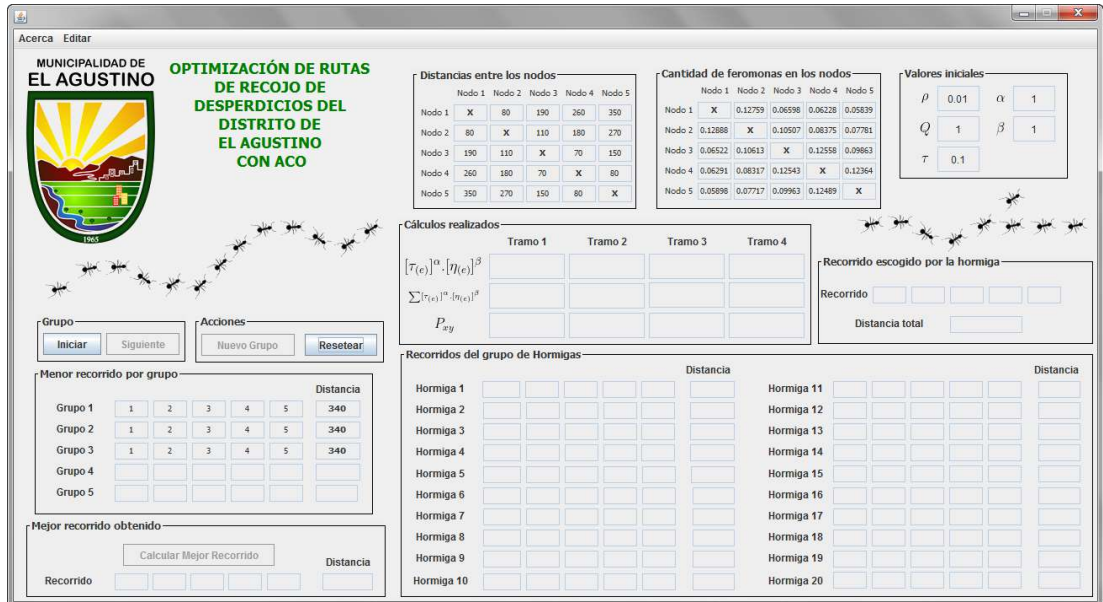 Acerca Editar
MUNICIPALIDAD DE
EL AGUSTINO
1965
OPTIMIZACIÓN DE RUTAS
DE RECOJO DE
DESPERDICIOS DEL
DISTRITO DE
EL AGUSTINO
CON ACO
Distancias entre los nodos
Nodo 1 Nodo 2 Nodo 3 Nodo 4 Nodo 5
Nodo 1 X 80 190 260 350
Nodo 2 80 X 110 180 270
Nodo 3 190 110 X 70 150
Nodo 4 260 180 70 X 80
Nodo 5 350 270 150 80 X
Cantidad de feromonas en los nodos
Nodo 1 Nodo 2 Nodo 3 Nodo 4 Nodo 5
Nodo 1 X 0.12759 0.06598 0.06228 0.05839
Nodo 2 0.12888 X 0.10507 0.08375 0.07781
Nodo 3 0.06522 0.10613 X 0.12558 0.09863
Nodo 4 0.06291 0.08317 0.12543 X 0.12364
Nodo 5 0.05898 0.07717 0.09963 0.12489 X
Valores iniciales
ρ 0.01 α 1
Q 1 β 1
τ 0.1
Cálculos realizados
Tramo 1 Tramo 2 Tramo 3 Tramo 4
[τ(e)]^α.[η(e)]^β
∑[τ(e)]^α.[η(e)]^β
Pxy
Recorrido escogido por la hormiga
Recorrido
Distancia total
Grupo
Iniciar Siguiente
Acciones
Nuevo Grupo Resetear
Menor recorrido por grupo
Distancia
Grupo 1 1 2 3 4 5 340
Grupo 2 1 2 3 4 5 340
Grupo 3 1 2 3 4 5 340
Grupo 4
Grupo 5
Mejor recorrido obtenido
Calcular Mejor Recorrido
Distancia
Recorrido
Recorridos del grupo de Hormigas
Distancia Distancia
Hormiga 1 Hormiga 11
Hormiga 2 Hormiga 12
Hormiga 3 Hormiga 13
Hormiga 4 Hormiga 14
Hormiga 5 Hormiga 15
Hormiga 6 Hormiga 16
Hormiga 7 Hormiga 17
Hormiga 8 Hormiga 18
Hormiga 9 Hormiga 19
Hormiga 10 Hormiga 20